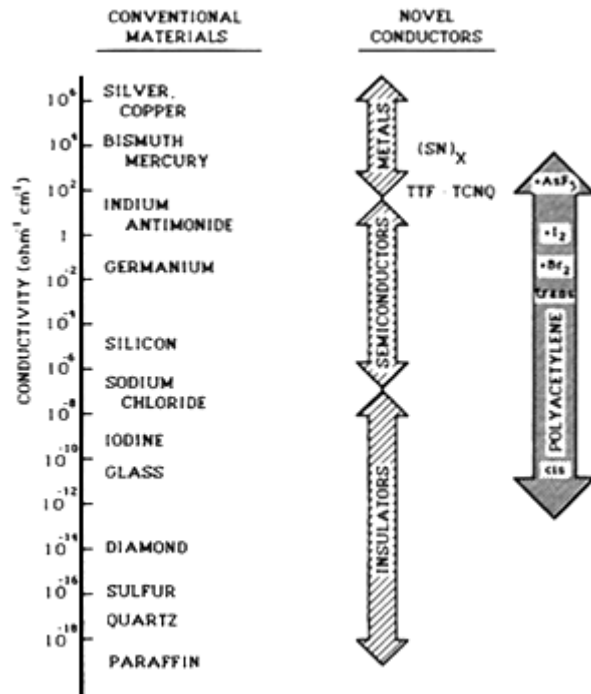 CONVENTIONAL
MATERIALS
NOVEL
CONDUCTORS
CONDUCTIVITY (ohm⁻¹ cm⁻¹)
10⁶
10⁴
10²
1
10⁻²
10⁻⁴
10⁻⁶
10⁻⁸
10⁻¹⁰
10⁻¹²
10⁻¹⁴
10⁻¹⁶
10⁻¹⁸
SILVER,
COPPER
BISMUTH
MERCURY
INDIUM
ANTIMONIDE
GERMANIUM
SILICON
SODIUM
CHLORIDE
IODINE
GLASS
DIAMOND
SULFUR
QUARTZ
PARAFFIN
METALS
SEMICONDUCTORS
INSULATORS
(SN)ₓ
TTF · TCNQ
+AsF₅
+I₂
+Br₂
trans
POLYACETYLENE
cis